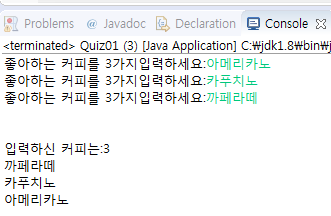 Problems @ Javadoc Declaration Console
<terminated> Quiz01 (3) [Java Application] C:₩jdk1.8₩bin₩j
좋아하는 커피를 3가지입력하세요:아메리카노
좋아하는 커피를 3가지입력하세요:카푸치노
좋아하는 커피를 3가지입력하세요:까페라떼
입력하신 커피는:3
까페라떼
카푸치노
아메리카노